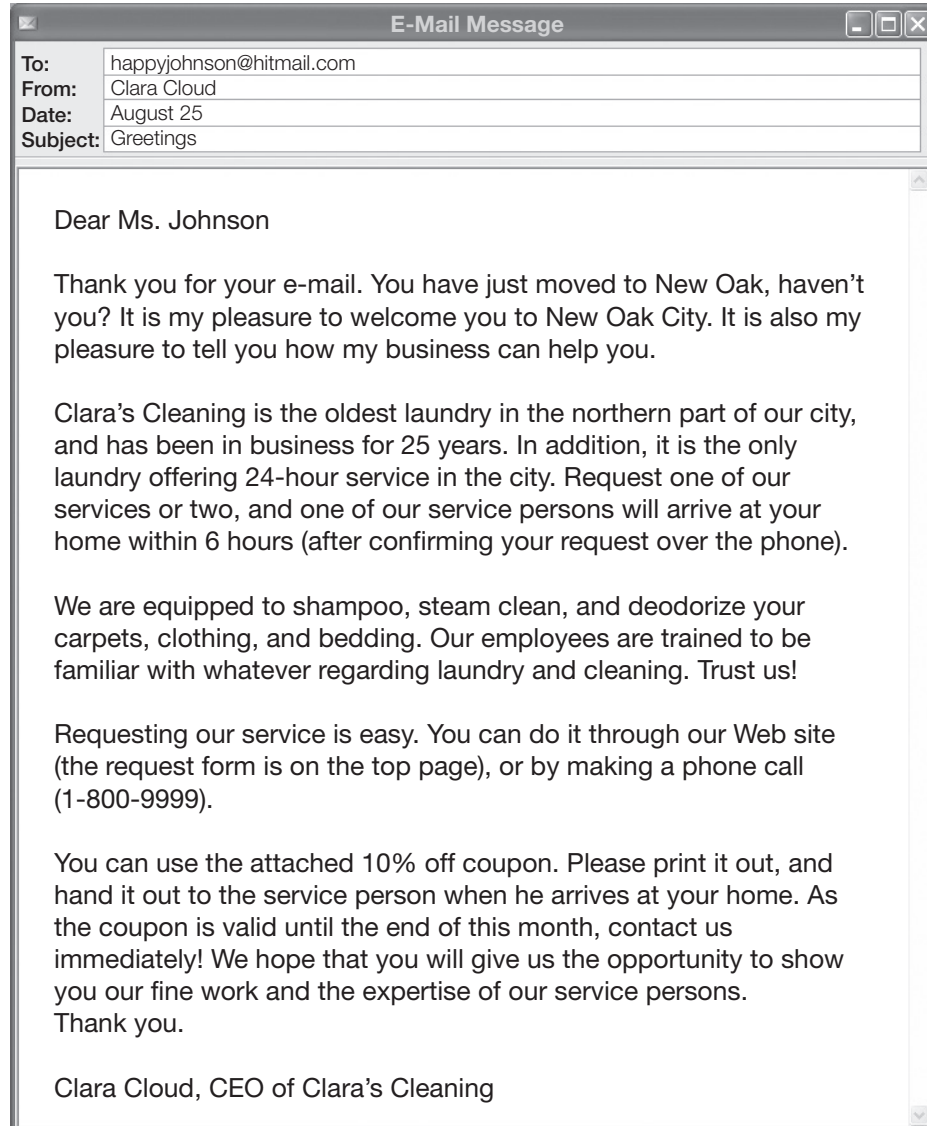 E-Mail Message
To: happyjohnson@hitmail.com
From: Clara Cloud
Date: August 25
Subject: Greetings
Dear Ms. Johnson
Thank you for your e-mail. You have just moved to New Oak, haven’t
you? It is my pleasure to welcome you to New Oak City. It is also my
pleasure to tell you how my business can help you.
Clara’s Cleaning is the oldest laundry in the northern part of our city,
and has been in business for 25 years. In addition, it is the only
laundry offering 24-hour service in the city. Request one of our
services or two, and one of our service persons will arrive at your
home within 6 hours (after confirming your request over the phone).
We are equipped to shampoo, steam clean, and deodorize your
carpets, clothing, and bedding. Our employees are trained to be
familiar with whatever regarding laundry and cleaning. Trust us!
Requesting our service is easy. You can do it through our Web site
(the request form is on the top page), or by making a phone call
(1-800-9999).
You can use the attached 10% off coupon. Please print it out, and
hand it out to the service person when he arrives at your home. As
the coupon is valid until the end of this month, contact us
immediately! We hope that you will give us the opportunity to show
you our fine work and the expertise of our service persons.
Thank you.
Clara Cloud, CEO of Clara’s Cleaning